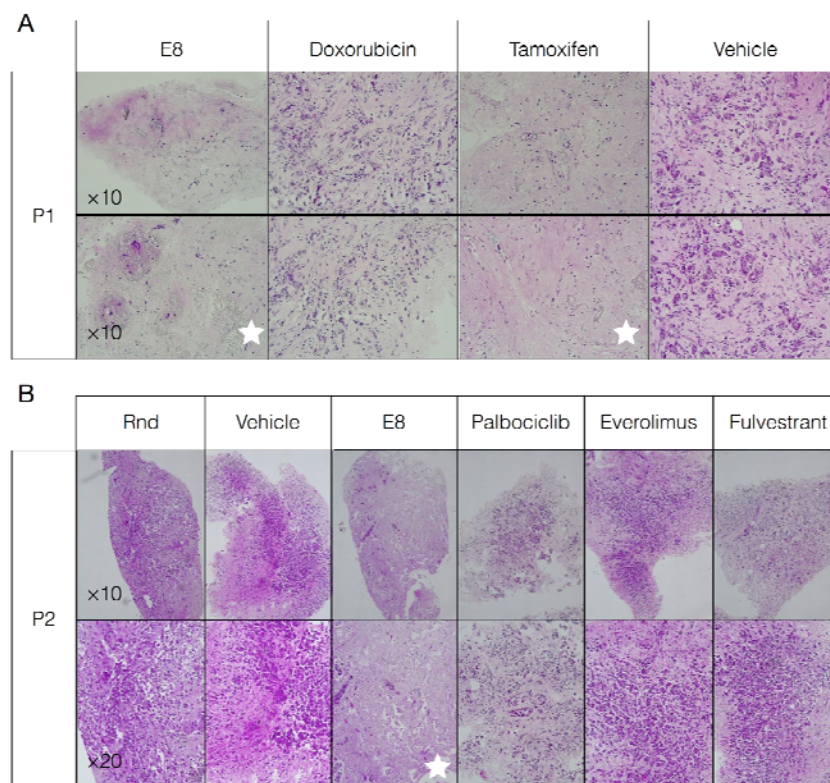 A
E8 Doxorubicin Tamoxifen Vehicle
×10
P1
×10
B
Rnd Vehicle E8 Palbociclib Everolimus Fulvestrant
×10
P2
×20